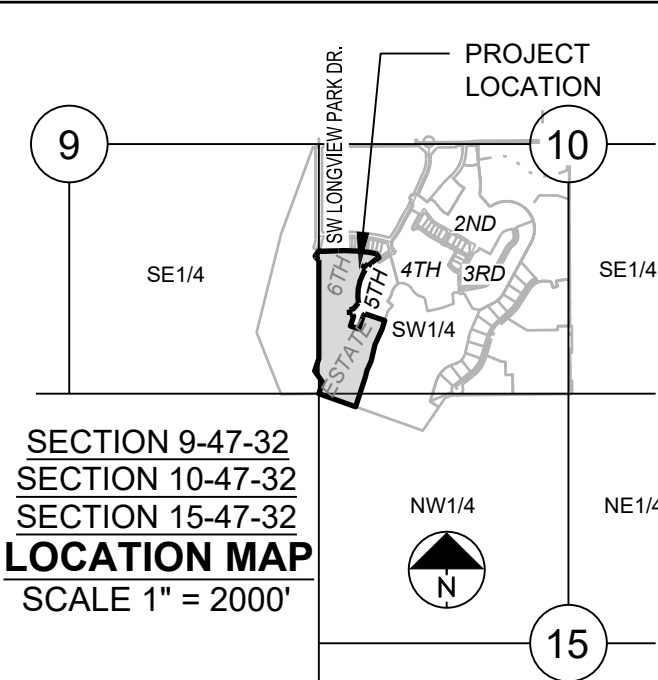 PROJECT
LOCATION
SW LONGVIEW PARK DR.
9
10
2ND
6TH
5TH
4TH
3RD
SE1/4
SE1/4
SW1/4
ESTATE
SECTION 9-47-32
SECTION 10-47-32
SECTION 15-47-32
LOCATION MAP
SCALE 1" = 2000'
NW1/4
NE1/4
N
15